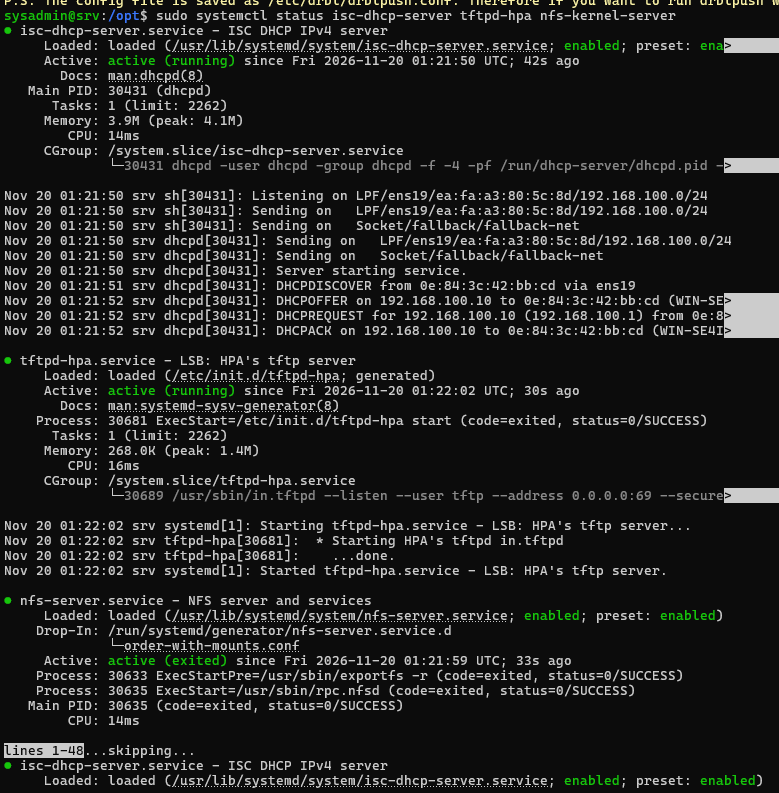 P.S. The config file is saved as /etc/drbl/drblpush.conf. Therefore if you want to run drblpush w
sysadmin@srv:/opt$ sudo systemctl status isc-dhcp-server tftpd-hpa nfs-kernel-server
● isc-dhcp-server.service - ISC DHCP IPv4 server
     Loaded: loaded (/usr/lib/systemd/system/isc-dhcp-server.service; enabled; preset: ena>
     Active: active (running) since Fri 2026-11-20 01:21:50 UTC; 42s ago
       Docs: man:dhcpd(8)
   Main PID: 30431 (dhcpd)
      Tasks: 1 (limit: 2262)
     Memory: 3.9M (peak: 4.1M)
        CPU: 14ms
     CGroup: /system.slice/isc-dhcp-server.service
             └─30431 dhcpd -user dhcpd -group dhcpd -f -4 -pf /run/dhcp-server/dhcpd.pid ->

Nov 20 01:21:50 srv sh[30431]: Listening on LPF/ens19/ea:fa:a3:80:5c:8d/192.168.100.0/24
Nov 20 01:21:50 srv sh[30431]: Sending on   LPF/ens19/ea:fa:a3:80:5c:8d/192.168.100.0/24
Nov 20 01:21:50 srv sh[30431]: Sending on   Socket/fallback/fallback-net
Nov 20 01:21:50 srv dhcpd[30431]: Sending on   LPF/ens19/ea:fa:a3:80:5c:8d/192.168.100.0/24
Nov 20 01:21:50 srv dhcpd[30431]: Sending on   Socket/fallback/fallback-net
Nov 20 01:21:50 srv dhcpd[30431]: Server starting service.
Nov 20 01:21:51 srv dhcpd[30431]: DHCPDISCOVER from 0e:84:3c:42:bb:cd via ens19
Nov 20 01:21:52 srv dhcpd[30431]: DHCPOFFER on 192.168.100.10 to 0e:84:3c:42:bb:cd (WIN-SE>
Nov 20 01:21:52 srv dhcpd[30431]: DHCPREQUEST for 192.168.100.10 (192.168.100.1) from 0e:8>
Nov 20 01:21:52 srv dhcpd[30431]: DHCPACK on 192.168.100.10 to 0e:84:3c:42:bb:cd (WIN-SE4I>

● tftpd-hpa.service - LSB: HPA's tftp server
     Loaded: loaded (/etc/init.d/tftpd-hpa; generated)
     Active: active (running) since Fri 2026-11-20 01:22:02 UTC; 30s ago
       Docs: man:systemd-sysv-generator(8)
    Process: 30681 ExecStart=/etc/init.d/tftpd-hpa start (code=exited, status=0/SUCCESS)
      Tasks: 1 (limit: 2262)
     Memory: 268.0K (peak: 1.4M)
        CPU: 16ms
     CGroup: /system.slice/tftpd-hpa.service
             └─30689 /usr/sbin/in.tftpd --listen --user tftp --address 0.0.0.0:69 --secure>

Nov 20 01:22:02 srv systemd[1]: Starting tftpd-hpa.service - LSB: HPA's tftp server...
Nov 20 01:22:02 srv tftpd-hpa[30681]:  * Starting HPA's tftpd in.tftpd
Nov 20 01:22:02 srv tftpd-hpa[30681]:    ...done.
Nov 20 01:22:02 srv systemd[1]: Started tftpd-hpa.service - LSB: HPA's tftp server.

● nfs-server.service - NFS server and services
     Loaded: loaded (/usr/lib/systemd/system/nfs-server.service; enabled; preset: enabled)
    Drop-In: /run/systemd/generator/nfs-server.service.d
             └─order-with-mounts.conf
     Active: active (exited) since Fri 2026-11-20 01:21:59 UTC; 33s ago
    Process: 30633 ExecStartPre=/usr/sbin/exportfs -r (code=exited, status=0/SUCCESS)
    Process: 30635 ExecStart=/usr/sbin/rpc.nfsd (code=exited, status=0/SUCCESS)
   Main PID: 30635 (code=exited, status=0/SUCCESS)
        CPU: 14ms

lines 1-48...skipping...
● isc-dhcp-server.service - ISC DHCP IPv4 server
     Loaded: loaded (/usr/lib/systemd/system/isc-dhcp-server.service; enabled; preset: enabled)